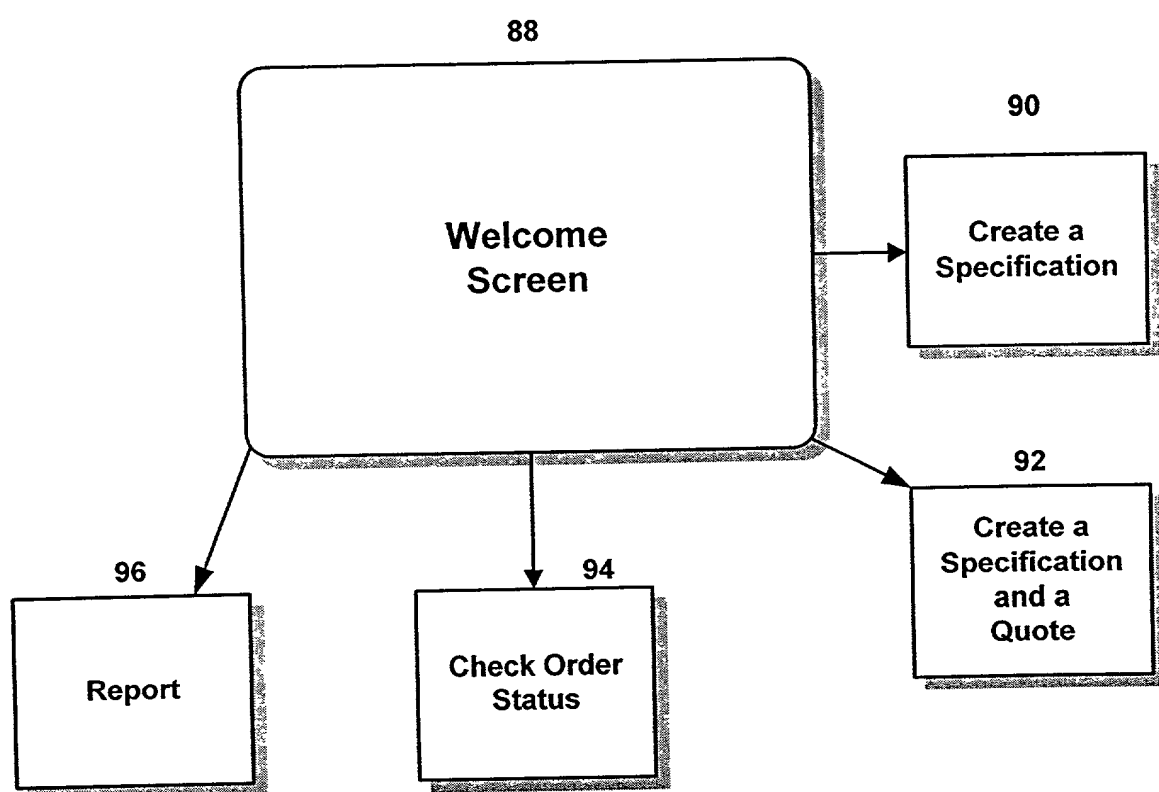 88
Welcome
Screen
90
Create a
Specification
92
Create a
Specification
and a
Quote
94
Check Order
Status
96
Report